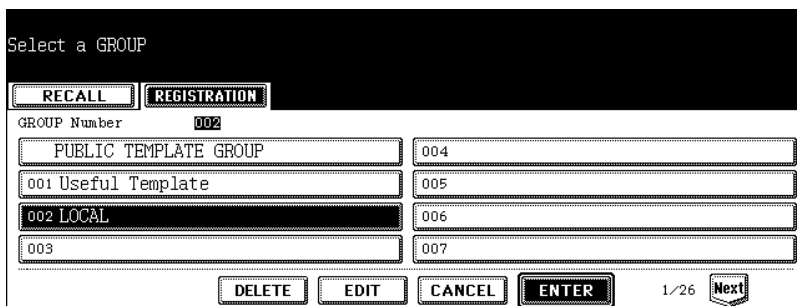 Select a GROUP
RECALL REGISTRATION
GROUP Number 002
PUBLIC TEMPLATE GROUP 004
001 Useful Template 005
002 LOCAL 006
003 007
DELETE EDIT CANCEL ENTER 1/26 Next